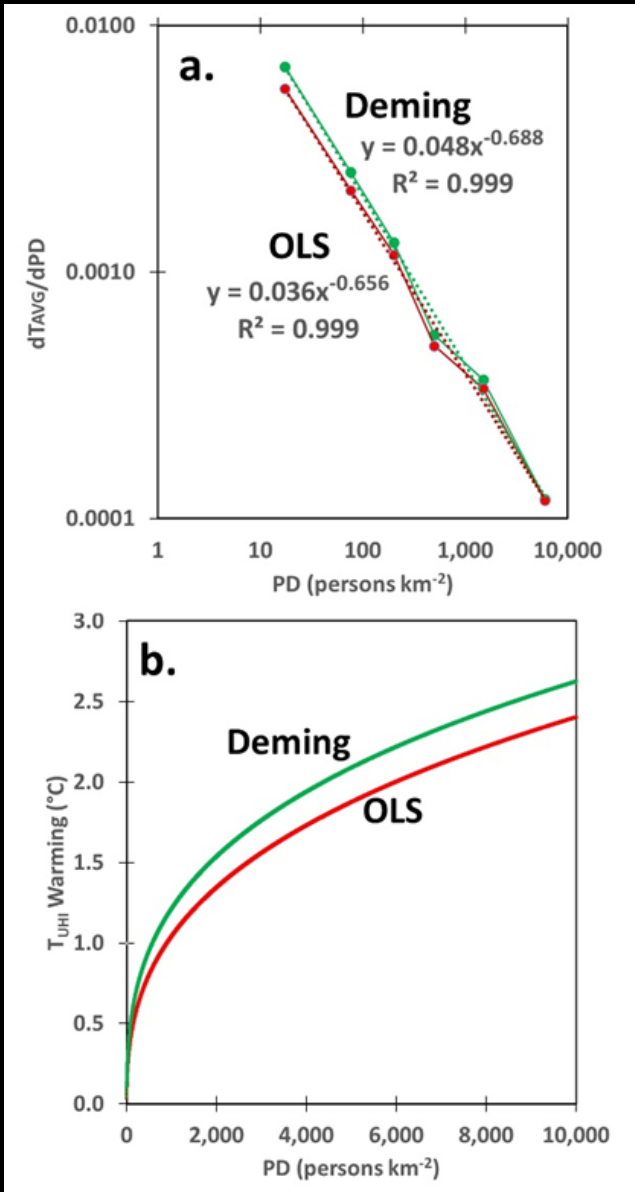 0.0100
a.
Deming
y = 0.048x^-0.688
R² = 0.999
OLS
0.0010
y = 0.036x^-0.656
R² = 0.999
dTAVG/dPD
0.0001
1 10 100 1,000 10,000
PD (persons km⁻²)
3.0
b.
2.5
Deming
2.0
OLS
1.5
TUHI Warming (°C)
1.0
0.5
0.0
0 2,000 4,000 6,000 8,000 10,000
PD (persons km⁻²)